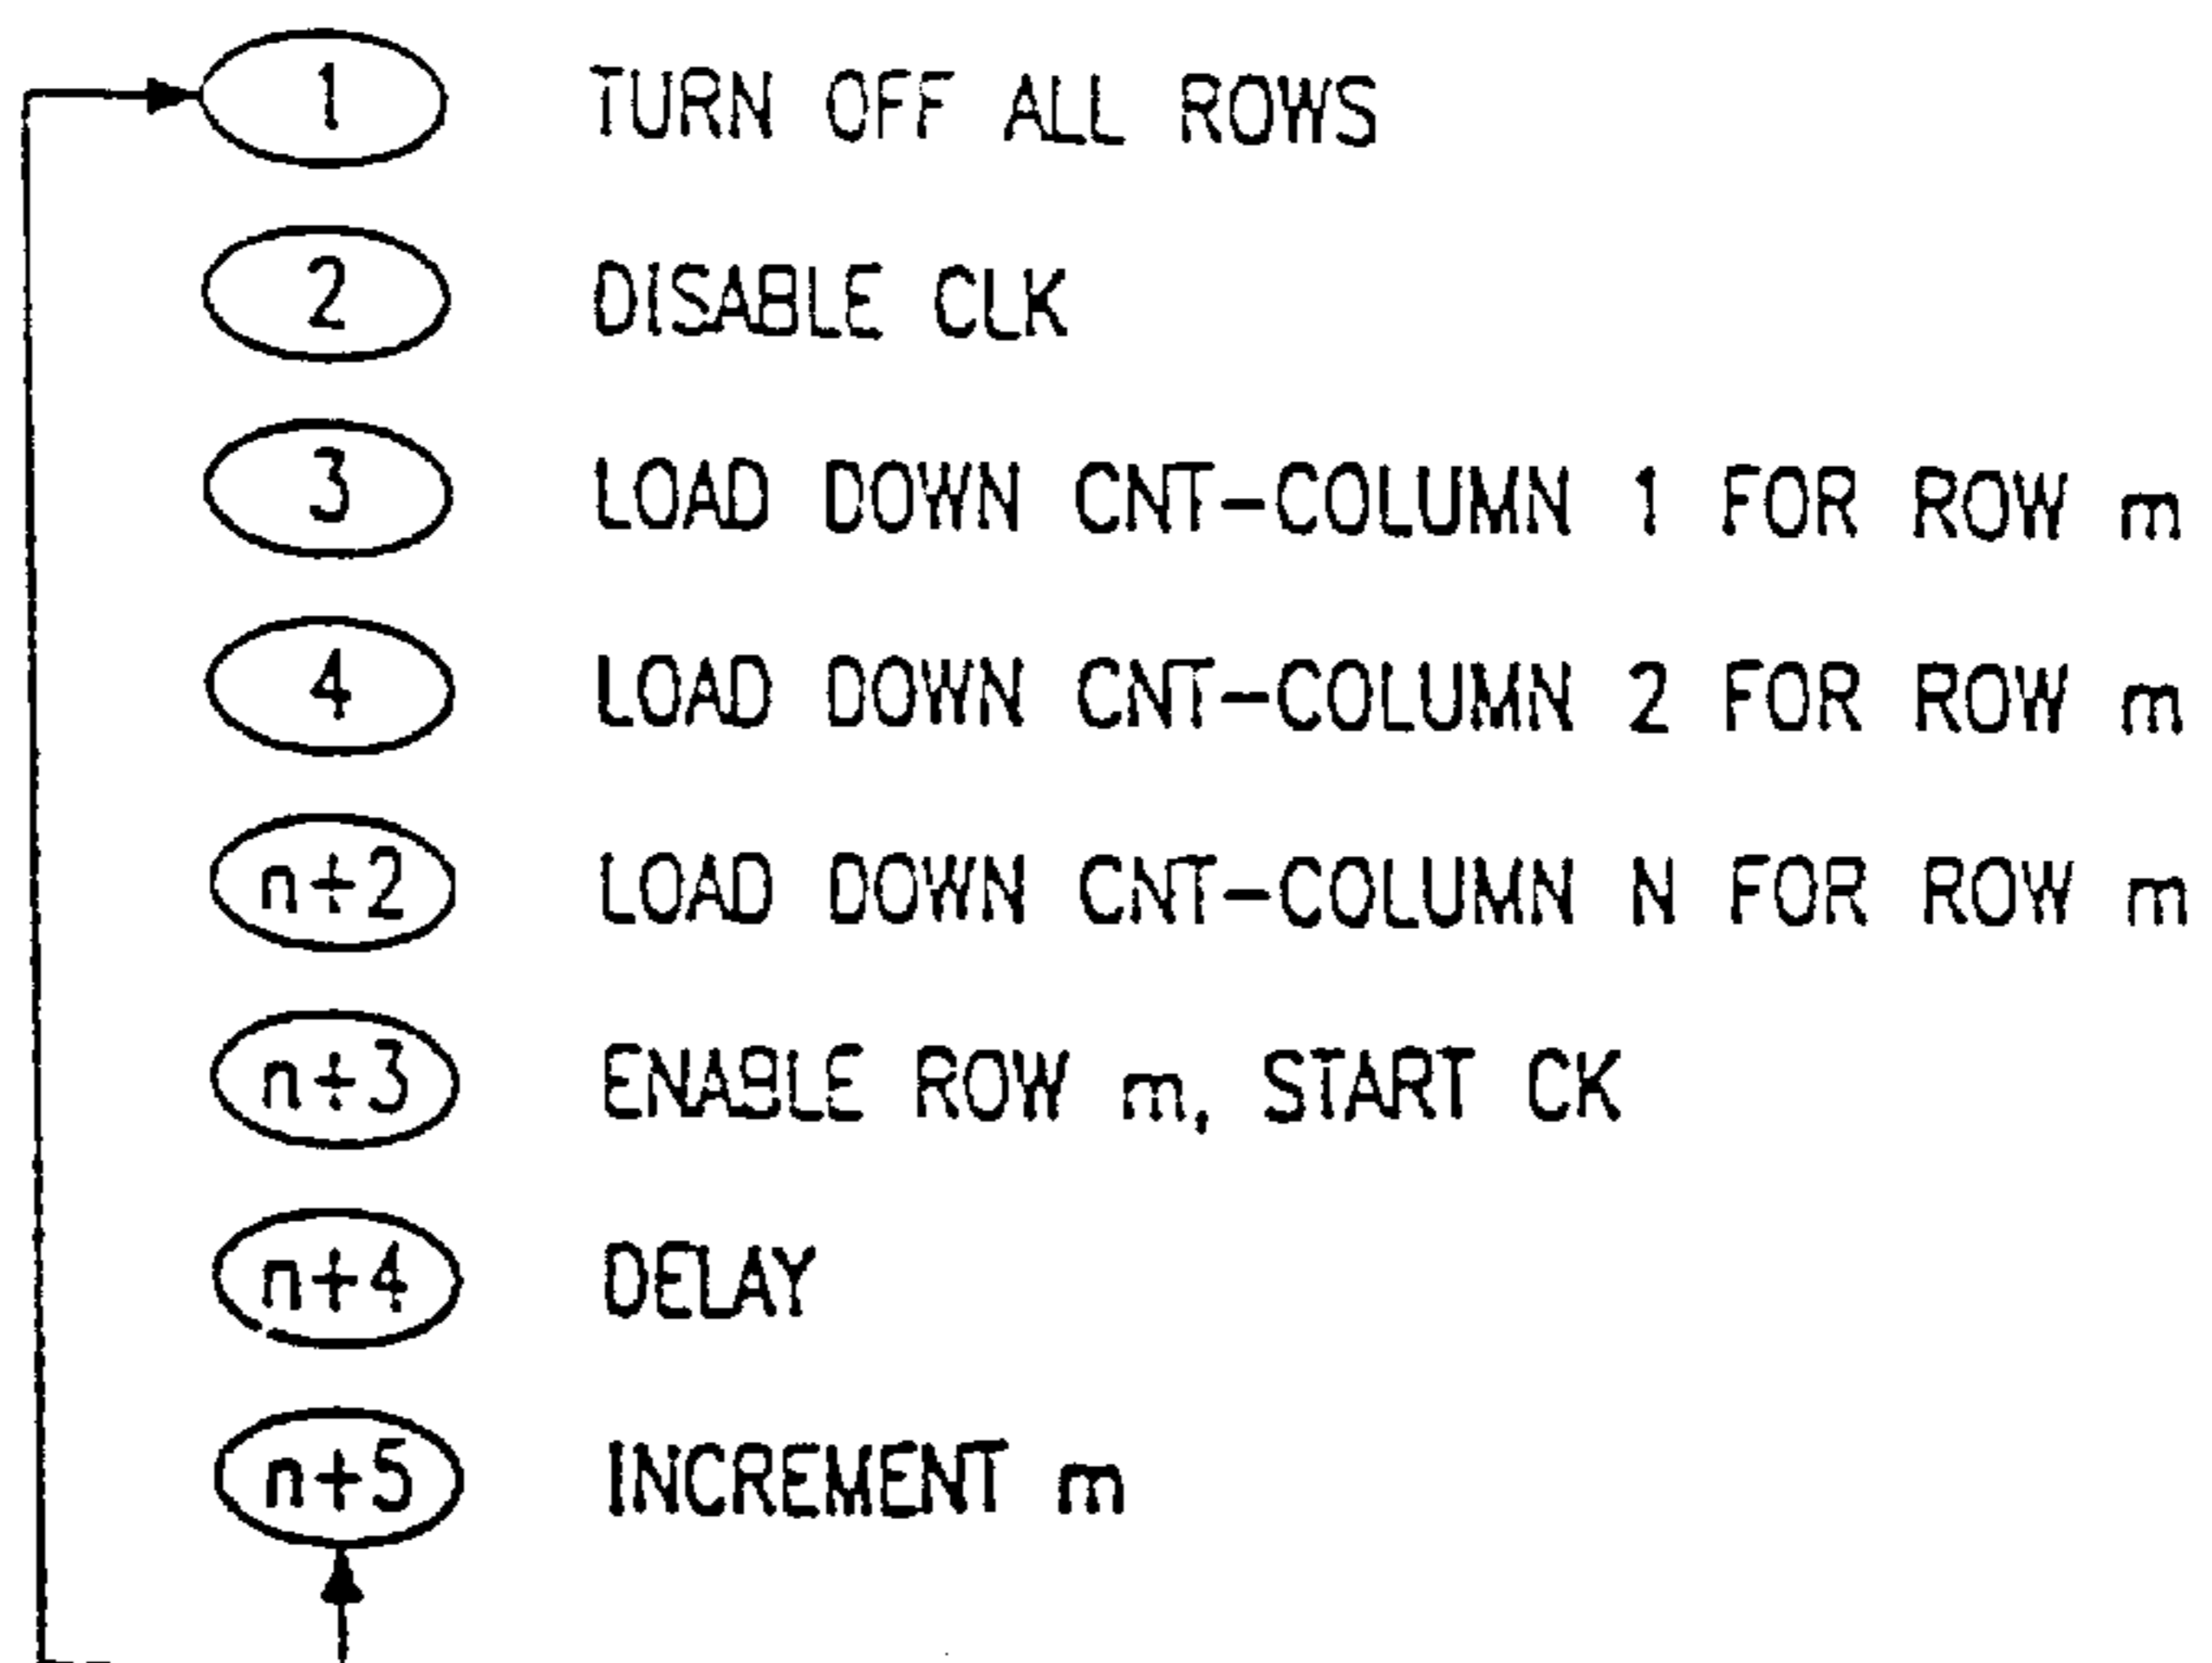 1 TURN OFF ALL ROWS
2 DISABLE CLK
3 LOAD DOWN CNT-COLUMN 1 FOR ROW m
4 LOAD DOWN CNT-COLUMN 2 FOR ROW m
n+2 LOAD DOWN CNT-COLUMN N FOR ROW m
n+3 ENABLE ROW m, START CK
n+4 DELAY
n+5 INCREMENT m